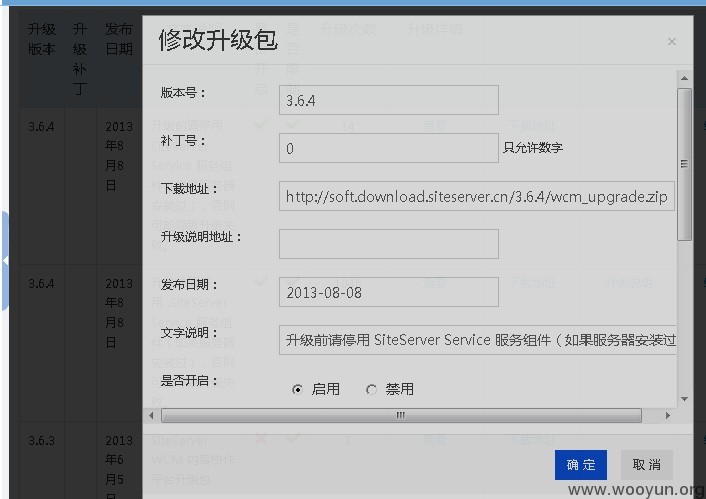 升级版本
升级补丁
发布日期
修改升级包
×
版本号：
3.6.4
补丁号：
0
只允许数字
下载地址：
http://soft.download.siteserver.cn/3.6.4/wcm_upgrade.zip
升级说明地址：
发布日期：
2013-08-08
文字说明：
升级前请停用 SiteServer Service 服务组件（如果服务器安装过
是否开启：
启用
禁用
确 定
取 消
3.6.4
2013年8月8日
3.6.4
2013年8月8日
3.6.3
2013年6月5日
www.wooyun.org